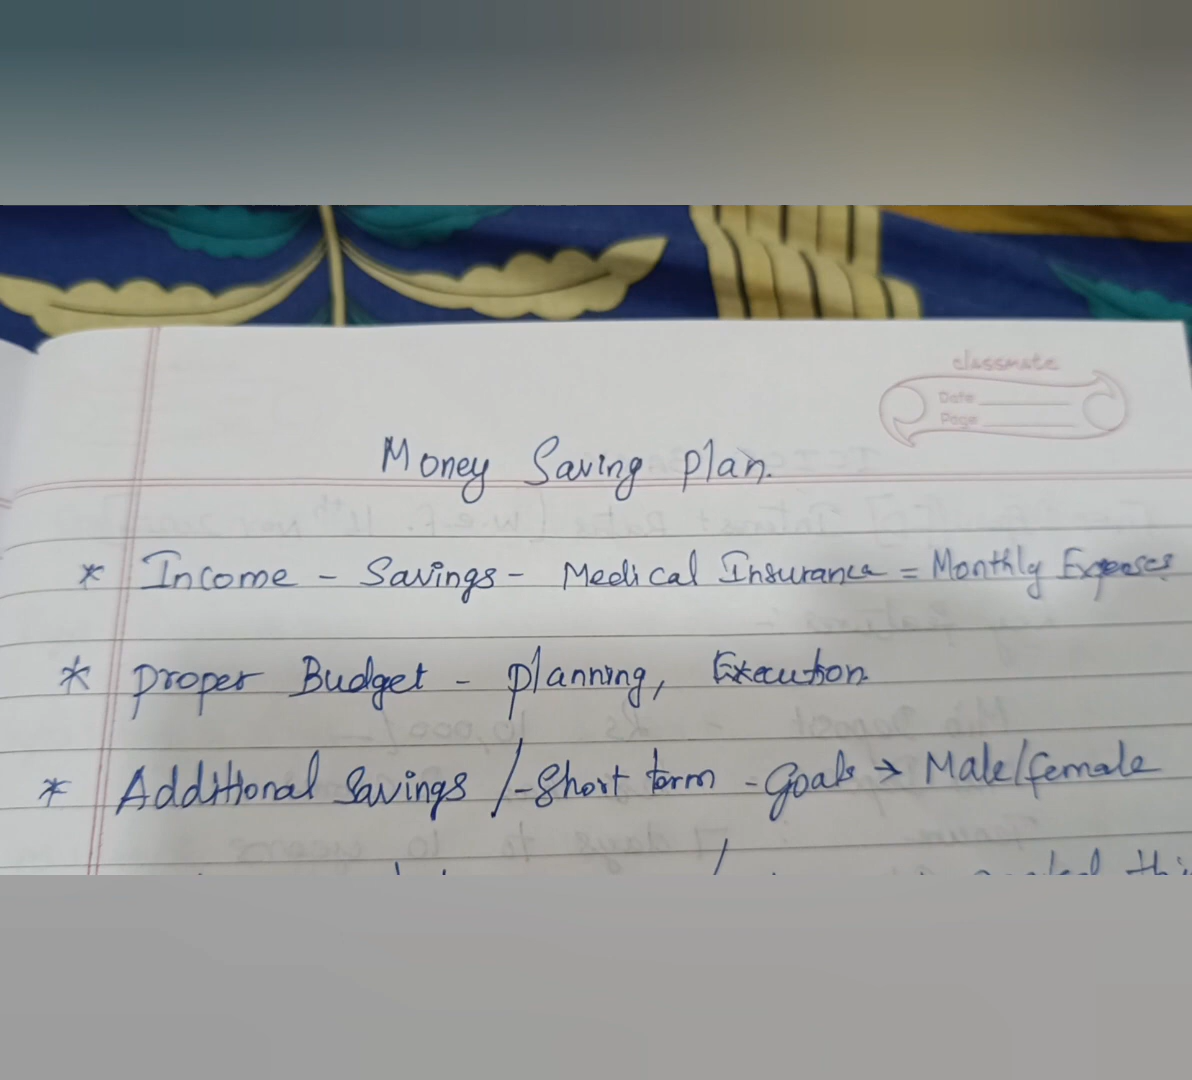 classmate
Date
Page
Money Saving plan.
* Income - Savings - Medical Insurance = Monthly Expenses
* proper Budget - planning, Execution.
* Additional Savings /-Short term - Goals → Male/female